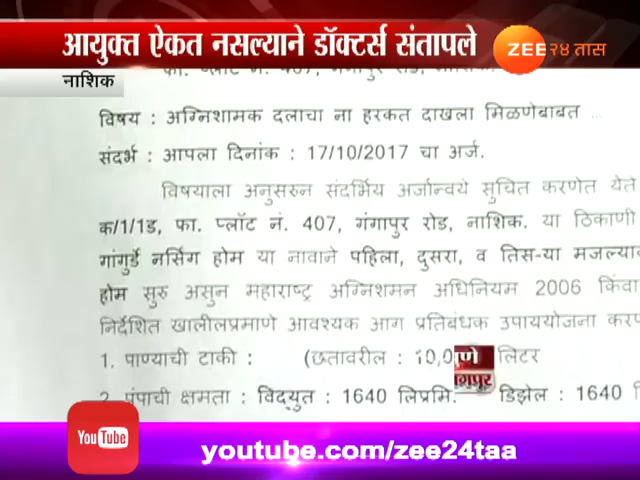 आयुक्त ऐकत नसल्याने डॉक्टर्स संतापले
ZEE २४ तास
नाशिक
फा. प्लॉट नं. 407, गंगापुर रोड,
विषय : अग्निशामक दलाचा ना हरकत दाखला मिळणेबाबत ...
संदर्भ : आपला दिनांक : 17/10/2017 चा अर्ज.
विषयाला अनुसरुन संदर्भिय अर्जान्वये सुचित करणेत येते
क/1/1ड, फा. प्लॉट नं. 407, गंगापुर रोड, नाशिक. या ठिकाणी
गांगुर्डे नर्सिंग होम या नावाने पहिला, दुसरा, व तिस-या
होम सुरु असुन महाराष्ट्र अग्निशमन अधिनियम 2006 किंवा
निर्देशित खालीलप्रमाणे आवश्यक आग प्रतिबंधक उपाययोजना
1. पाण्याची टाकी : (छतावरील : लिटर
2. पंपाची क्षमता : विद्युत : 1640 लिप्रमि. डिझेल : 1640
You Tube
youtube.com/zee24taa